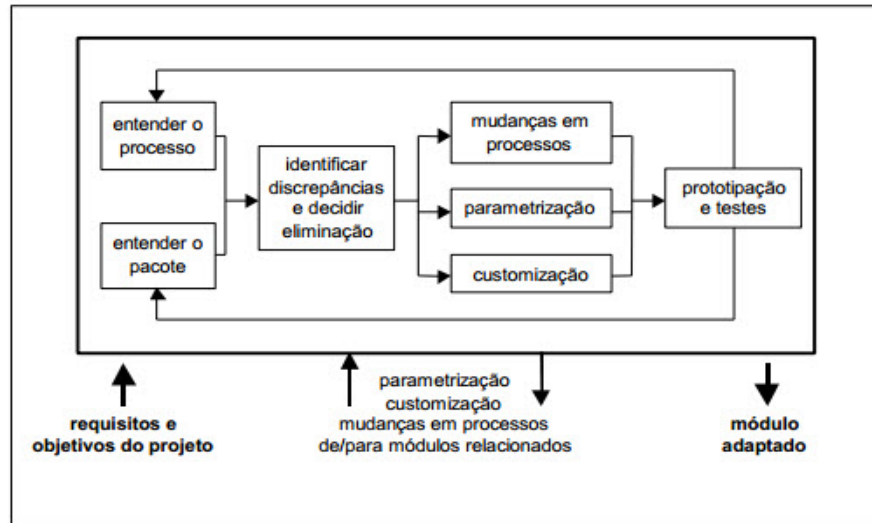 entender o
processo
entender o
pacote
identificar
discrepâncias
e decidir
eliminação
mudanças em
processos
parametrização
customização
prototipação
e testes
requisitos e
objetivos do projeto
parametrização
customização
mudanças em processos
de/para módulos relacionados
módulo
adaptado